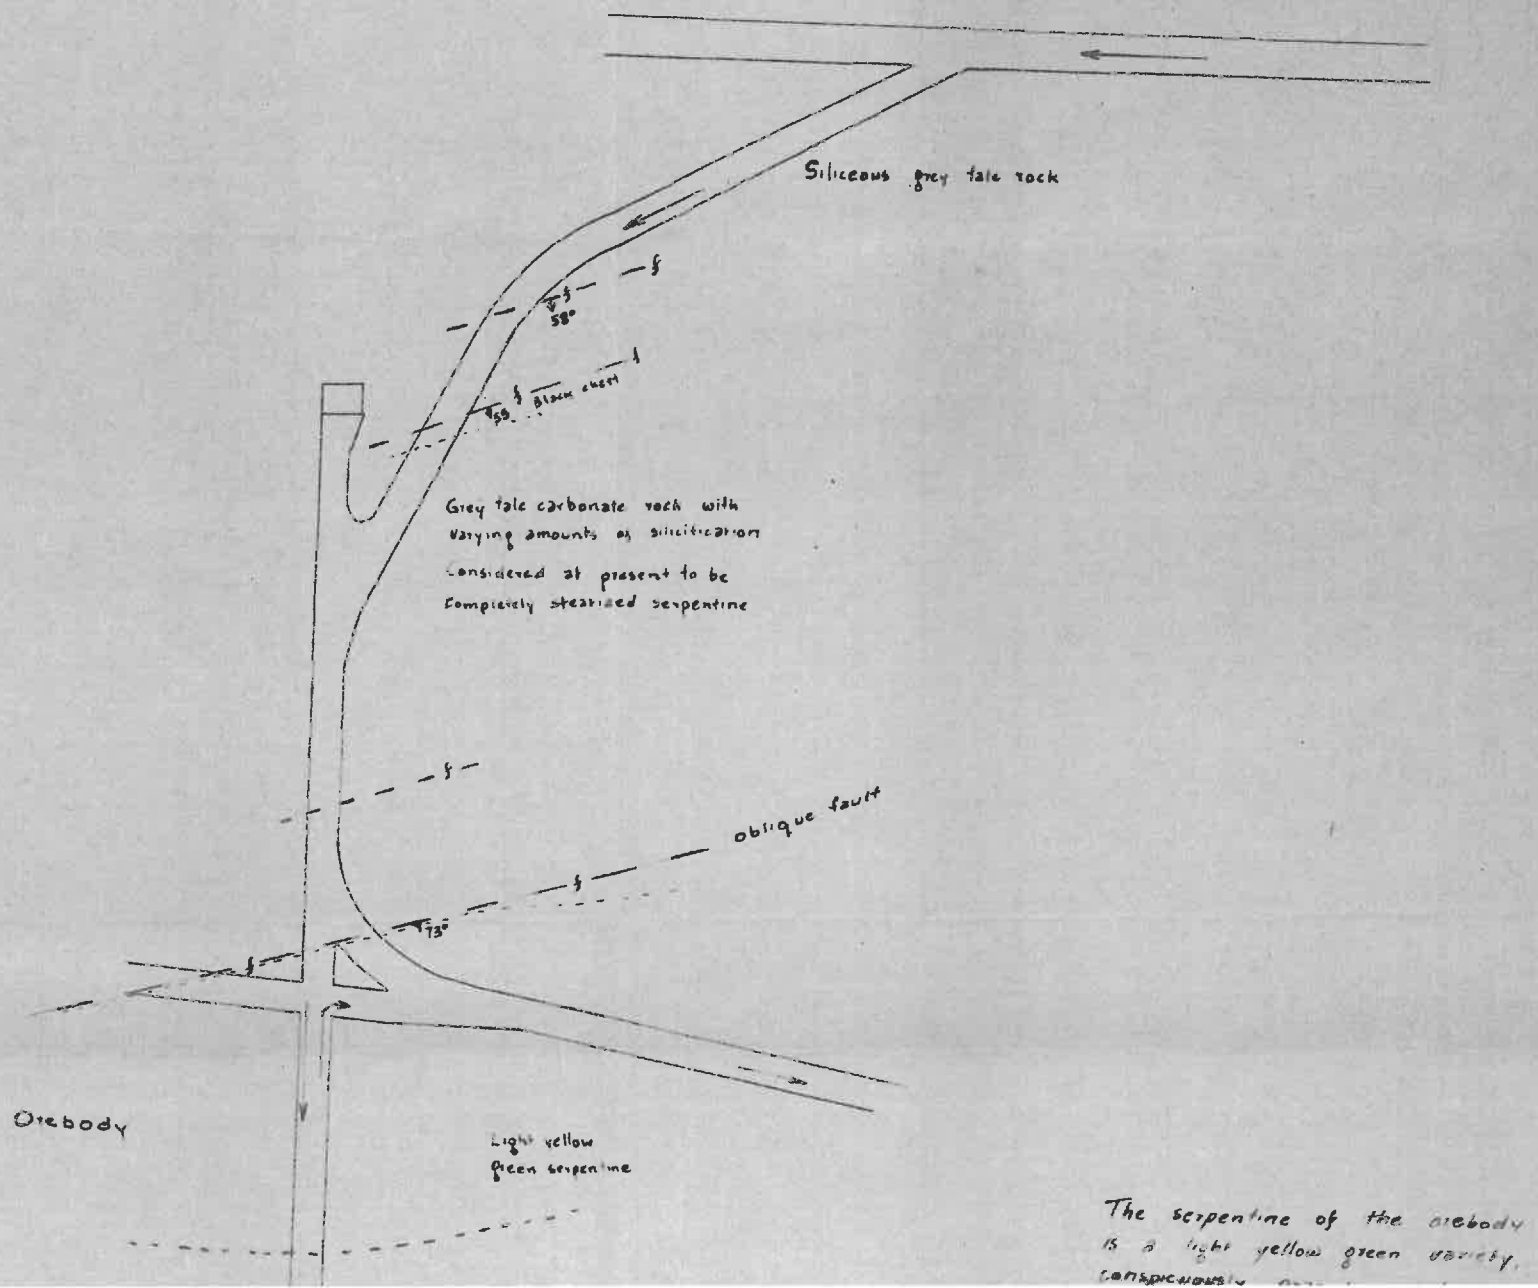 Siliceous grey talc rock
f
f
58°
f
f Black chert
55
Grey talc carbonate rock with
varying amounts of silicification
Considered at present to be
Completely steatized serpentine
f
oblique fault
f
73°
f
Orebody
Light yellow
green serpentine
The serpentine of the orebody
is a light yellow green variety,
conspicuously